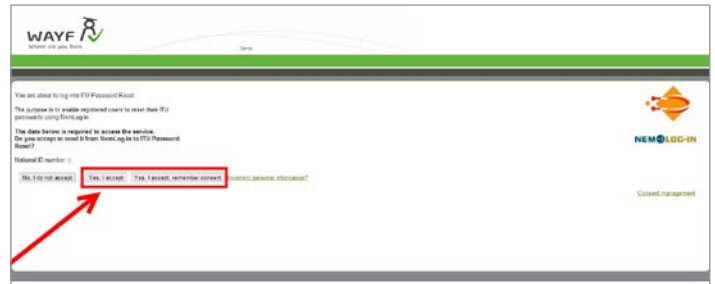 WAYF
Where are you from
Dansk
You are about to log into ITU Password Reset.
The purpose is to enable registered users to reset their ITU
passwords using NemLog-in
The data below is required to access the service.
Do you accept to send it from NemLog-in to ITU Password
Reset?
National ID number
No, I do not accept
Yes, I accept
Yes, I accept, remember consent
Incorrect personal information?
NEMLOG-IN
Consent management